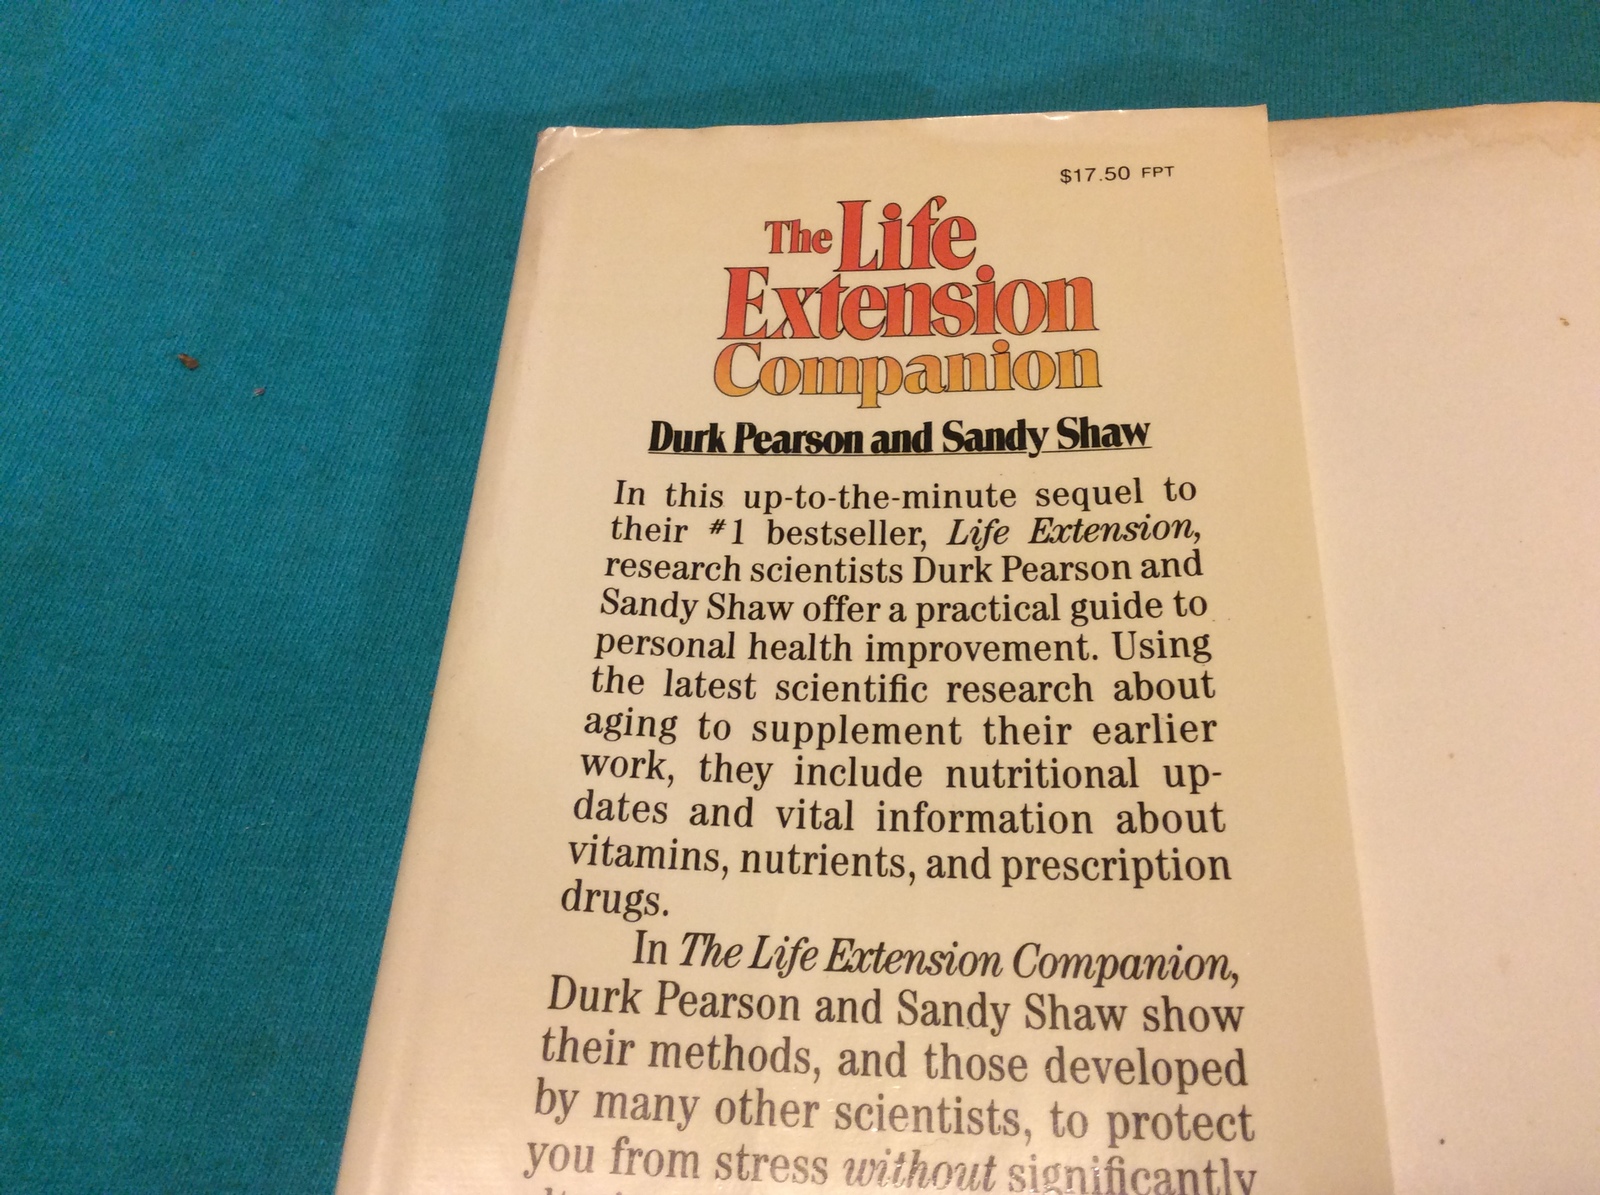 $17.50 FPT
The Life
Extension
Companion
Durk Pearson and Sandy Shaw
In this up-to-the-minute sequel to
their #1 bestseller, Life Extension,
research scientists Durk Pearson and
Sandy Shaw offer a practical guide to
personal health improvement. Using
the latest scientific research about
aging to supplement their earlier
work, they include nutritional up-
dates and vital information about
vitamins, nutrients, and prescription
drugs.
In The Life Extension Companion,
Durk Pearson and Sandy Shaw show
their methods, and those developed
by many other scientists, to protect
you from stress without significantly